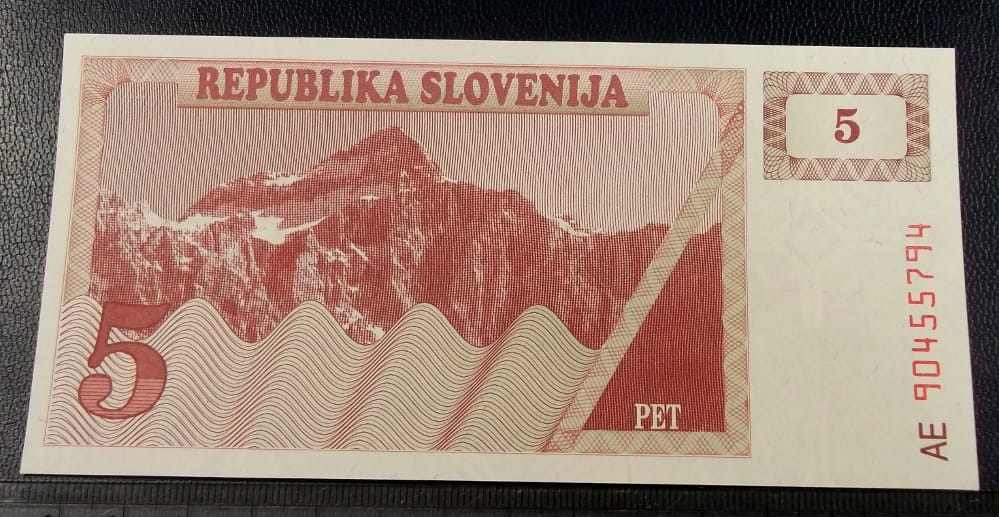 REPUBLIKA SLOVENIJA
5
5
PET
AE 90455794